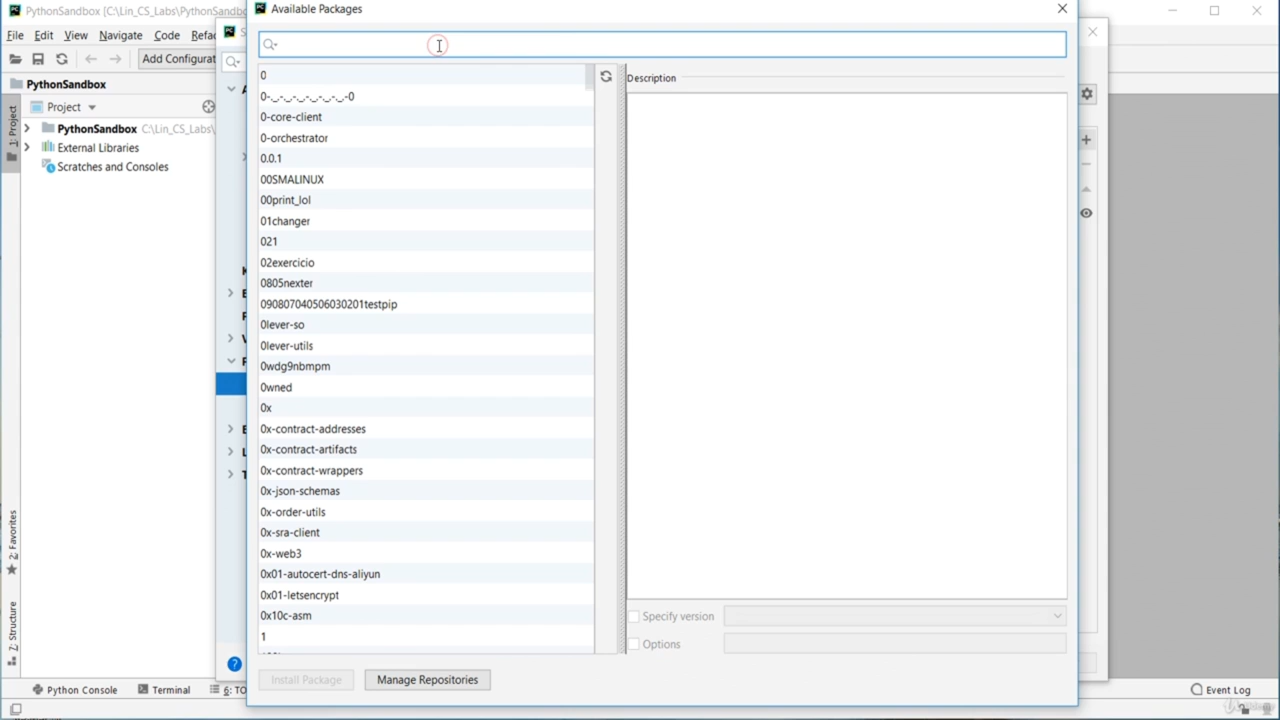 PythonSandbox [C:\Lin_CS_Labs\PythonSandbox
Available Packages
File Edit View Navigate Code
Add Configurat
PythonSandbox
Project
1: Project
PythonSandbox C:\Lin_CS_Labs\
External Libraries
Scratches and Consoles
Description
0
0-._.-._.-._.-._.-._.-._.-0
0-core-client
0-orchestrator
0.0.1
00SMALINUX
00print_lol
01changer
021
02exercicio
0805nexter
090807040506030201testpip
0lever-so
0lever-utils
0wdg9nbmpm
0wned
0x
0x-contract-addresses
0x-contract-artifacts
0x-contract-wrappers
0x-json-schemas
0x-order-utils
0x-sra-client
0x-web3
0x01-autocert-dns-aliyun
0x01-letsencrypt
0x10c-asm
1
Specify version
Options
Install Package
Manage Repositories
2: Favorites
7: Structure
Python Console
Terminal
6: TO
Event Log